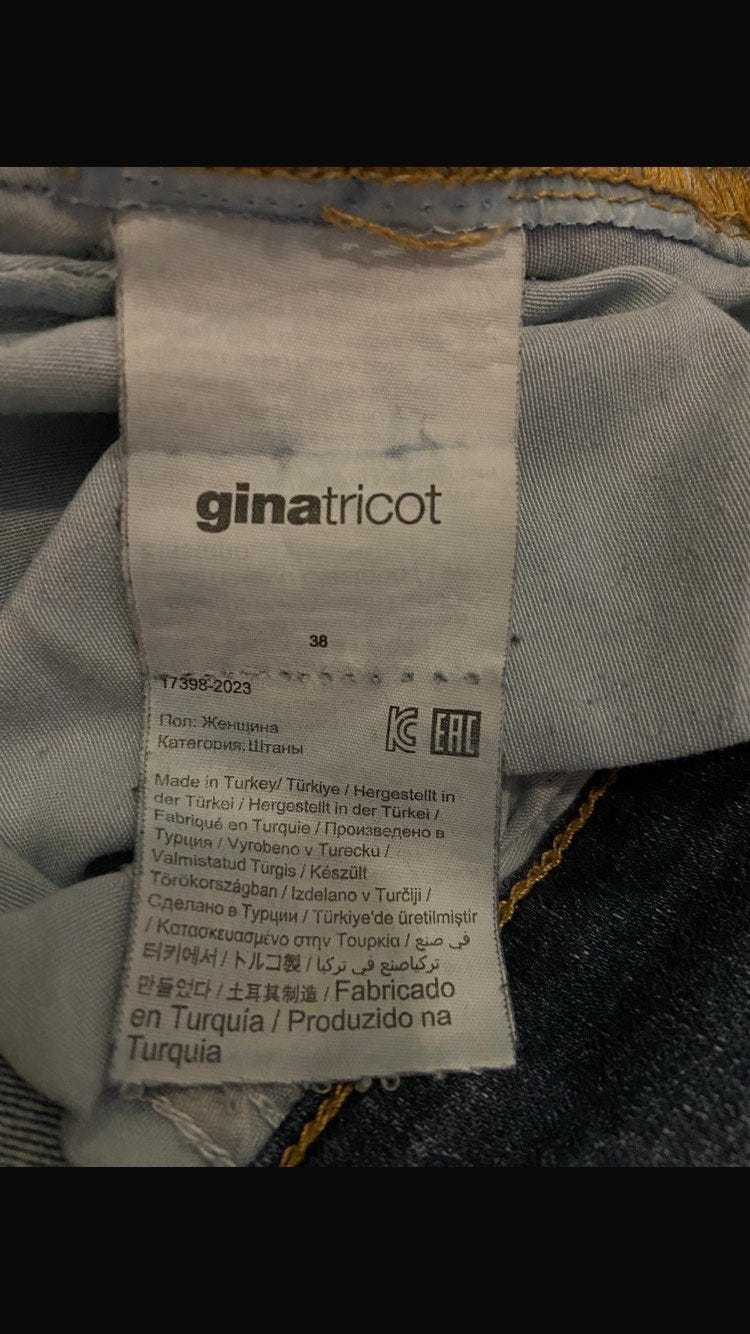 ginatricot
38
17398-2023
Пол: Женщина
Категория: Штаны
EAC
Made in Turkey/ Türkiye / Hergestellt in
der Türkei / Hergestellt in der Türkei /
Fabriqué en Turquie / Произведено в
Турция / Vyrobeno v Turecku /
Valmistatud Türgis / Készült
Törökországban / Izdelano v Turčiji /
Сделано в Турции / Türkiye'de üretilmiştir
/ Κατασκευασμένο στην Τουρκία / في صنع
터키에서 / トルコ製 / تركياصنع في تركيا
만들었다 / 土耳其制造 / Fabricado
en Turquía / Produzido na
Turquia